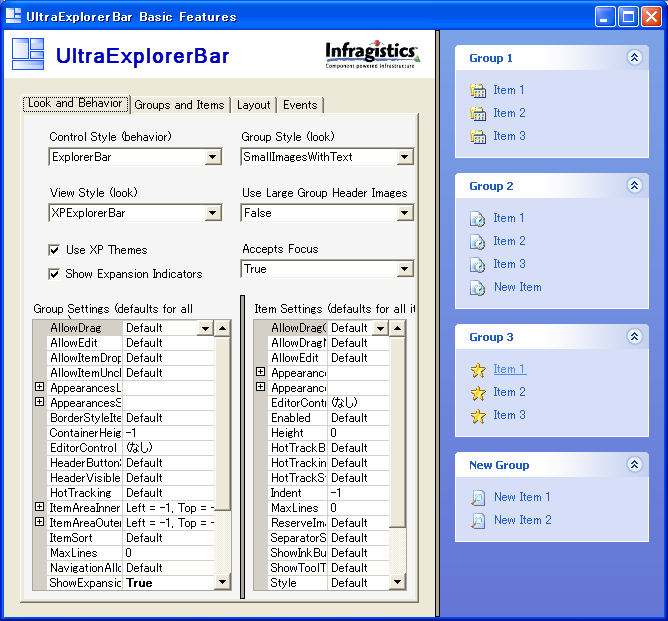 UltraExplorerBar Basic Features
UltraExplorerBar
Infragistics
Component powered infrastructure
Look and Behavior
Groups and Items
Layout
Events
Control Style (behavior)
Group Style (look)
ExplorerBar
SmallImagesWithText
View Style (look)
Use Large Group Header Images
XPExplorerBar
False
Use XP Themes
Accepts Focus
Show Expansion Indicators
True
Group Settings (defaults for all
AllowDrag Default
AllowEdit Default
AllowItemDrop Default
AllowItemUncl Default
AppearancesL
AppearancesS
BorderStyleIte Default
ContainerHeig -1
EditorControl (なし)
HeaderButtonS Default
HeaderVisible Default
HotTracking Default
ItemAreaInner Left = -1, Top = -
ItemAreaOuter Left = -1, Top = -
ItemSort Default
MaxLines 0
NavigationAllo Default
ShowExpansic True
Item Settings (defaults for all it
AllowDrag( Default
AllowDragM Default
AllowEdit Default
Appearanc
Appearanc
EditorContr (なし)
Enabled Default
Height 0
HotTrackB Default
HotTrackin Default
HotTrackSt Default
Indent -1
MaxLines 0
ReserveIma Default
SeparatorS Default
ShowInkBu Default
ShowToolT Default
Style Default
Group 1
Item 1
Item 2
Item 3
Group 2
Item 1
Item 2
Item 3
New Item
Group 3
Item 1
Item 2
Item 3
New Group
New Item 1
New Item 2